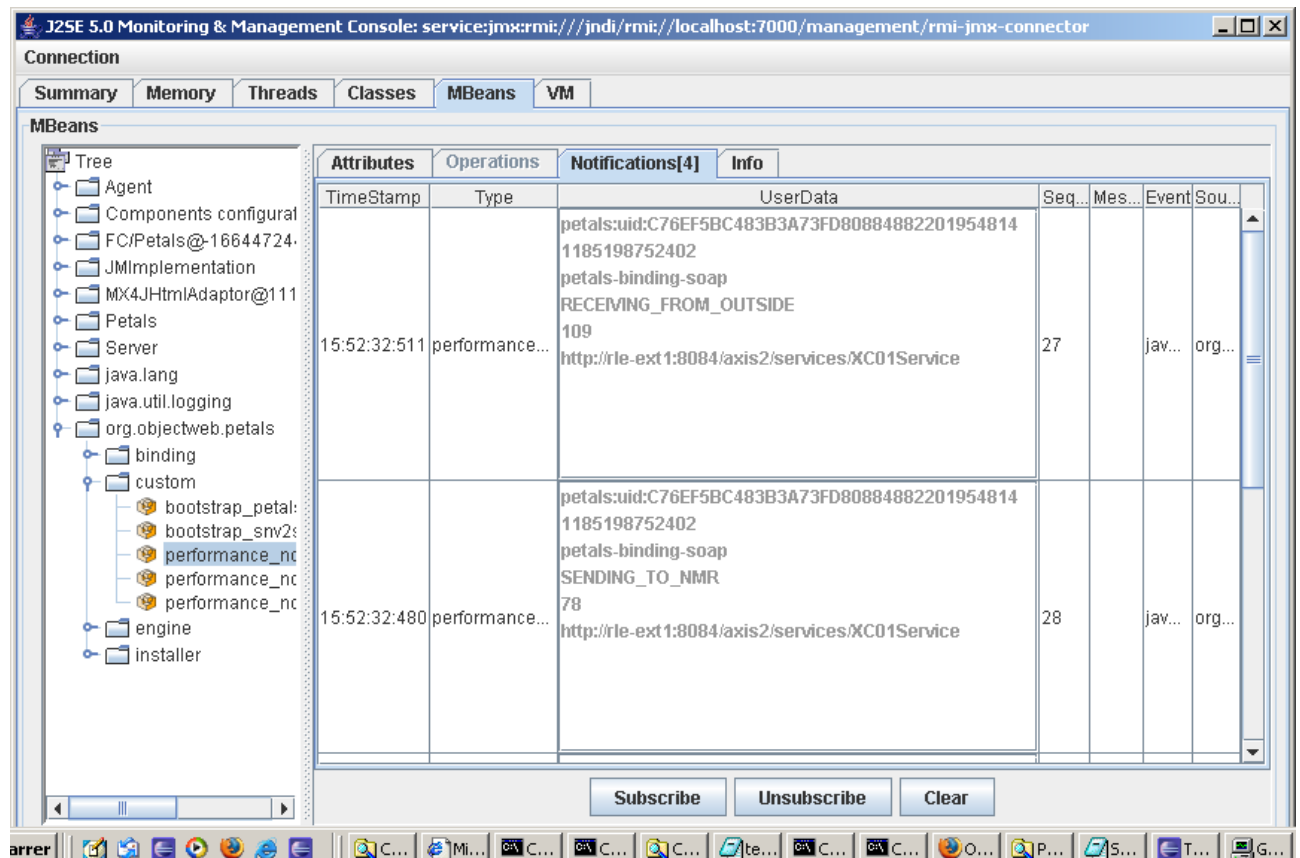 J2SE 5.0 Monitoring & Management Console: service:jmx:rmi:///jndi/rmi://localhost:7000/management/rmi-jmx-connector
Connection
Summary Memory Threads Classes MBeans VM
MBeans
Tree
Agent
Components configurat
FC/Petals@-16644724
JMImplementation
MX4JHtmlAdaptor@111
Petals
Server
java.lang
java.util.logging
org.objectweb.petals
binding
custom
bootstrap_petal
bootstrap_snv2s
performance_nc
performance_nc
performance_nc
engine
installer
Attributes Operations Notifications[4] Info
TimeStamp Type UserData Seq... Mes... Event Sou...
petals:uid:C76EF5BC483B3A73FD80884882201954814
1185198752402
petals-binding-soap
RECEIVING_FROM_OUTSIDE
109
http://rle-ext1:8084/axis2/services/XC01Service
15:52:32:511 performance... 27 jav... org...
petals:uid:C76EF5BC483B3A73FD80884882201954814
1185198752402
petals-binding-soap
SENDING_TO_NMR
78
http://rle-ext1:8084/axis2/services/XC01Service
15:52:32:480 performance... 28 jav... org...
Subscribe Unsubscribe Clear
arrer C... Mi... C... C... C... te... C... C... O... P... S... T... G...